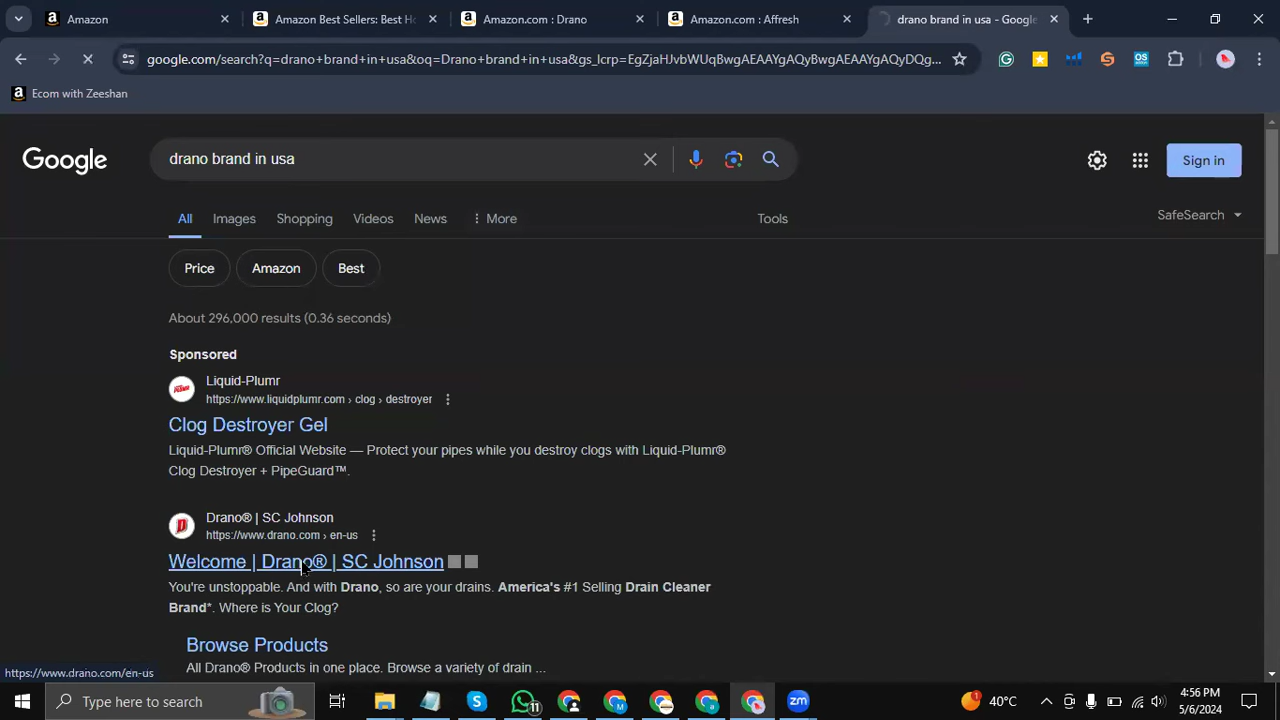 Amazon
Amazon Best Sellers: Best Ho
Amazon.com : Drano
Amazon.com : Affresh
drano brand in usa - Google
google.com/search?q=drano+brand+in+usa&oq=Drano+brand+in+usa&gs_lcrp=EgZjaHJvbWUqBwgAEAAYgAQyBwgAEAAYgAQyDQg...
Ecom with Zeeshan
Google
drano brand in usa
Sign in
All
Images
Shopping
Videos
News
More
Tools
SafeSearch
Price
Amazon
Best
About 296,000 results (0.36 seconds)
Sponsored
Liquid-Plumr
https://www.liquidplumr.com › clog › destroyer
Clog Destroyer Gel
Liquid-Plumr® Official Website — Protect your pipes while you destroy clogs with Liquid-Plumr®
Clog Destroyer + PipeGuard™.
Drano® | SC Johnson
https://www.drano.com › en-us
Welcome | Drano® | SC Johnson
You're unstoppable. And with Drano, so are your drains. America's #1 Selling Drain Cleaner
Brand*. Where is Your Clog?
Browse Products
All Drano® Products in one place. Browse a variety of drain ...
https://www.drano.com/en-us
Type here to search
11
1
40°C
4:56 PM
5/6/2024